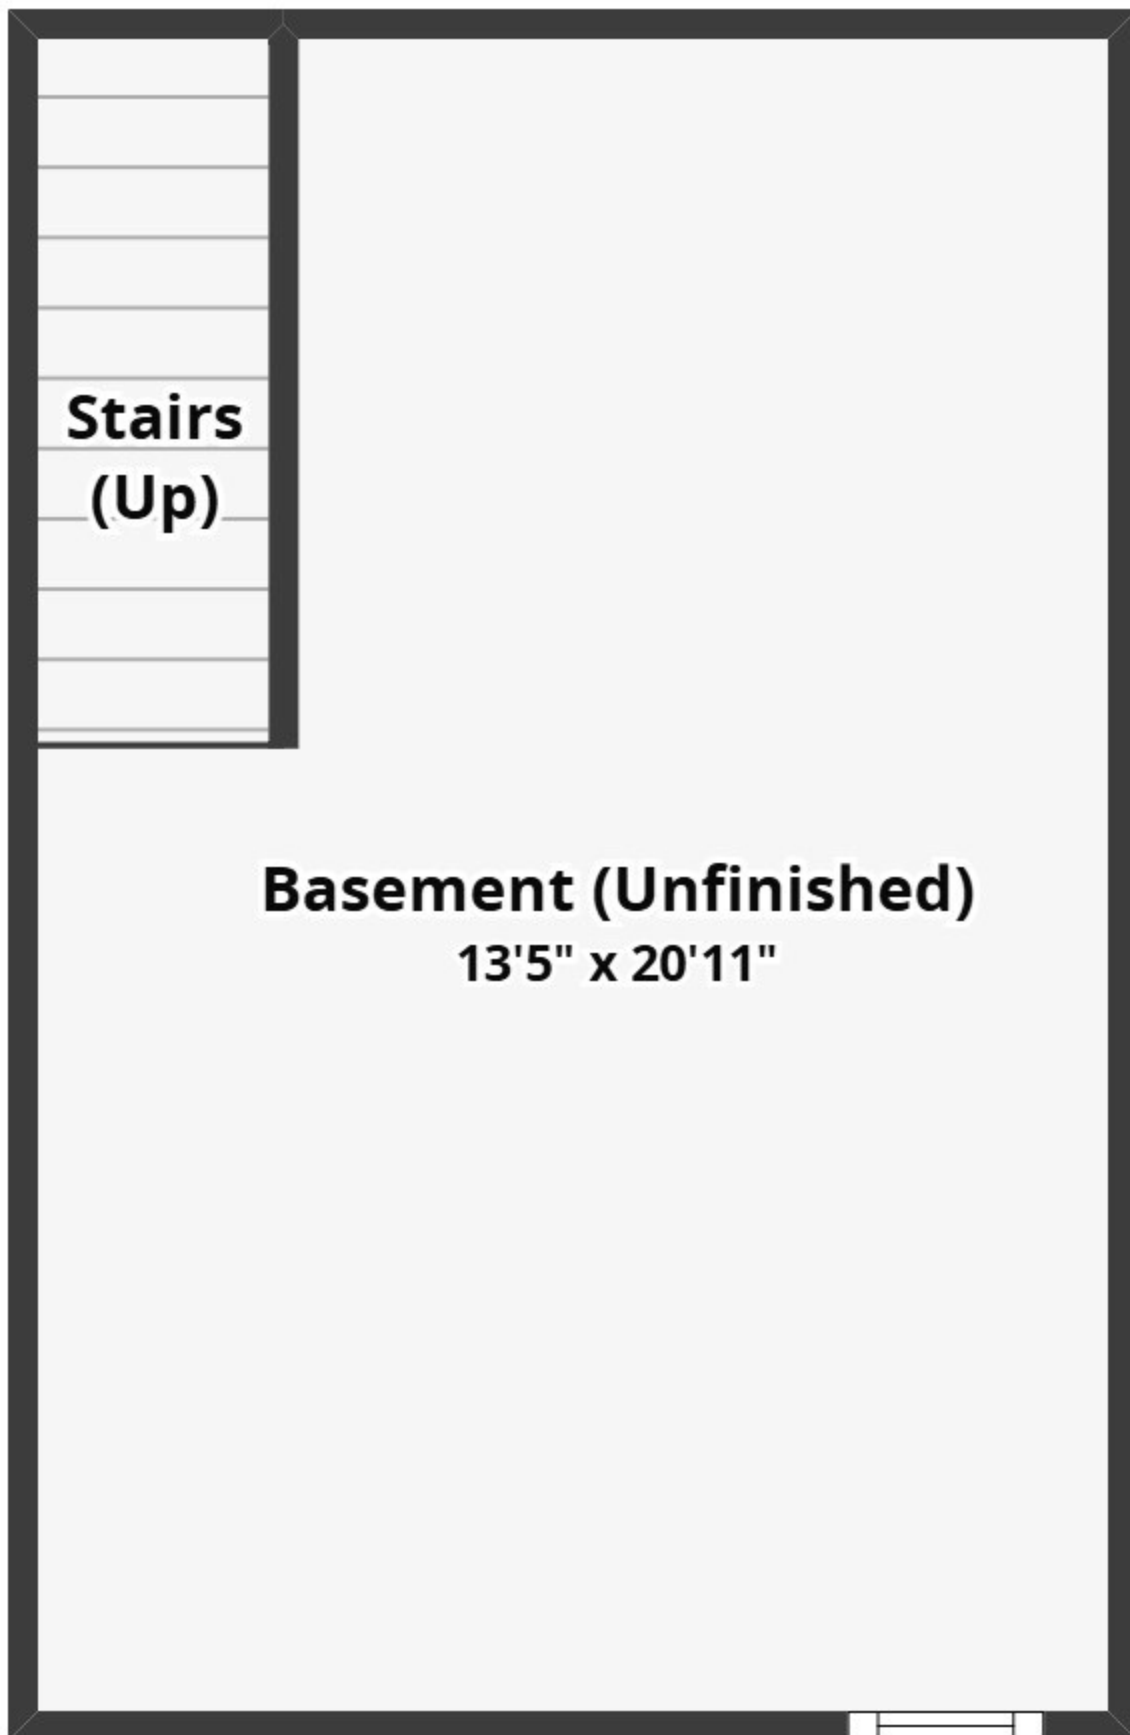 Stairs
(Up)
Basement (Unfinished)
13'5" x 20'11"